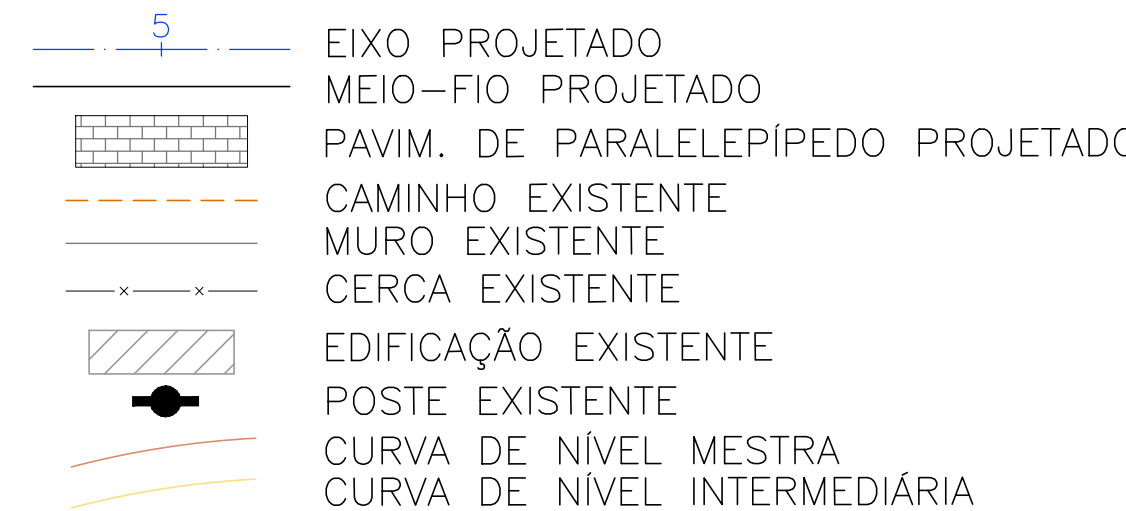 5
EIXO PROJETADO
MEIO-FIO PROJETADO
PAVIM. DE PARALELEPÍPEDO PROJETADO
CAMINHO EXISTENTE
MURO EXISTENTE
CERCA EXISTENTE
EDIFICAÇÃO EXISTENTE
POSTE EXISTENTE
CURVA DE NÍVEL MESTRA
CURVA DE NÍVEL INTERMEDIÁRIA